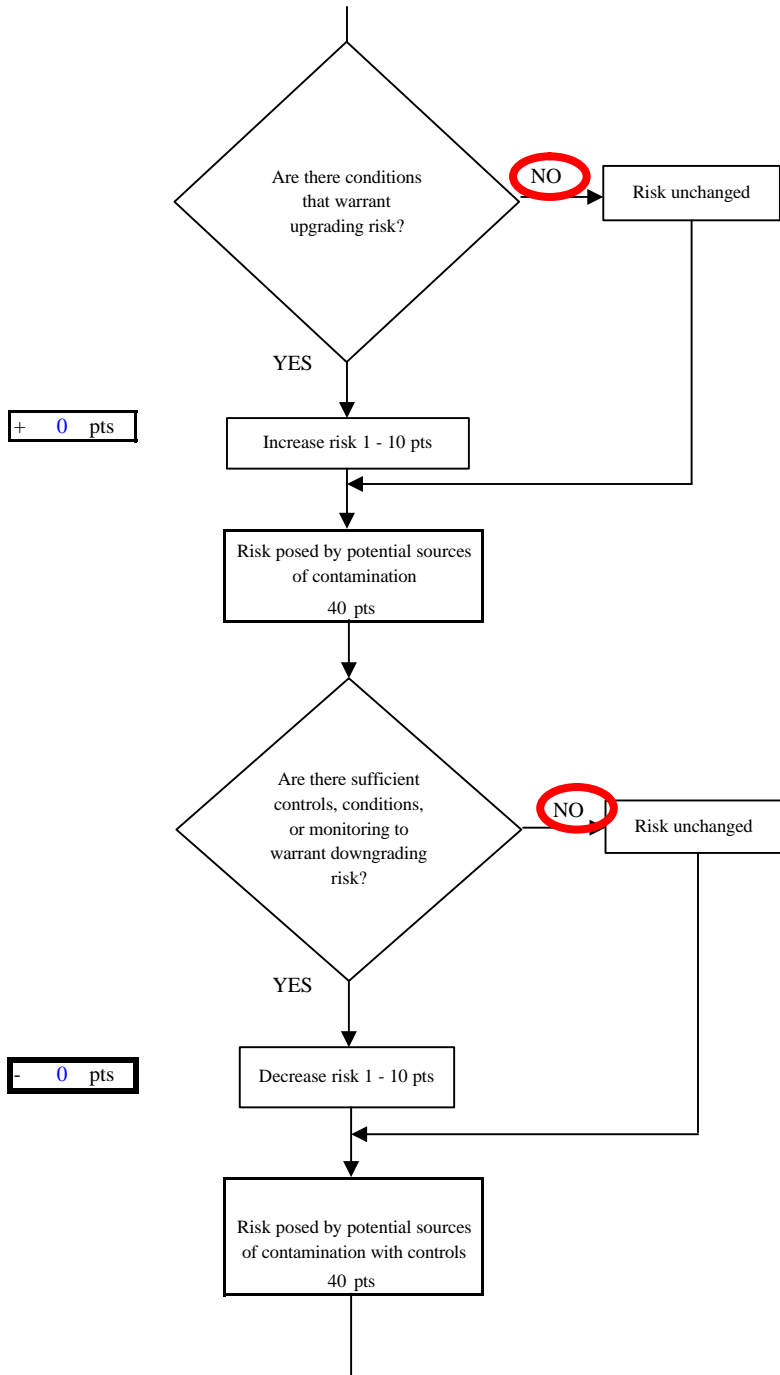 Are there conditions
that warrant
upgrading risk?
NO
Risk unchanged
YES
+ 0 pts
Increase risk 1 - 10 pts
Risk posed by potential sources
of contamination
40 pts
Are there sufficient
controls, conditions,
or monitoring to
warrant downgrading
risk?
NO
Risk unchanged
YES
- 0 pts
Decrease risk 1 - 10 pts
Risk posed by potential sources
of contamination with controls
40 pts